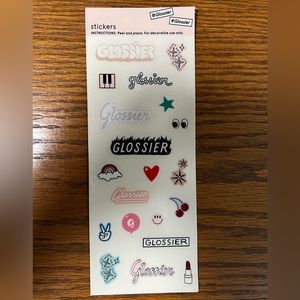 stickers
#Glossier
#Glossier
INSTRUCTIONS: Peel and place. For decorative use only.
GLOSSIER
glossier
Glossier
GLOSSIER
Glossier
G
GLOSSIER
Glossier